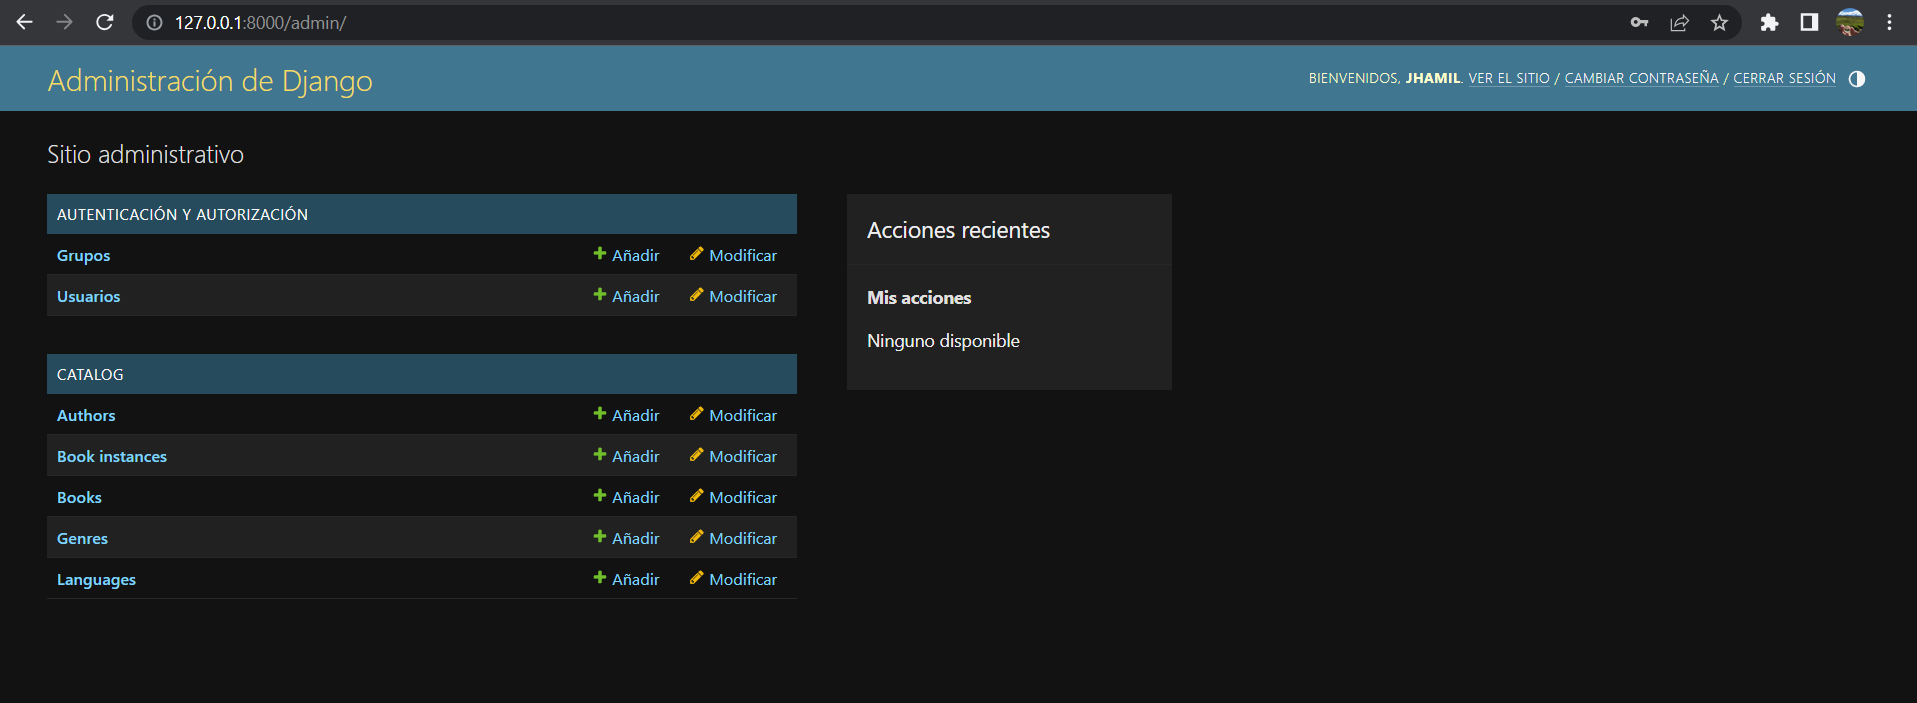 127.0.0.1:8000/admin/
Administración de Django
BIENVENIDOS, JHAMIL. VER EL SITIO / CAMBIAR CONTRASEÑA / CERRAR SESIÓN
Sitio administrativo
AUTENTICACIÓN Y AUTORIZACIÓN
Grupos Añadir Modificar
Usuarios Añadir Modificar
CATALOG
Authors Añadir Modificar
Book instances Añadir Modificar
Books Añadir Modificar
Genres Añadir Modificar
Languages Añadir Modificar
Acciones recientes
Mis acciones
Ninguno disponible